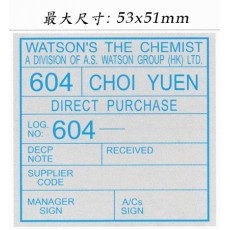 最大尺寸: 53x51mm
WATSON'S THE CHEMIST
A DIVISION OF A.S. WATSON GROUP (HK) LTD.
604 CHOI YUEN
DIRECT PURCHASE
LOG. NO: 604
DECP NOTE RECEIVED
SUPPLIER CODE
MANAGER SIGN A/Cs SIGN